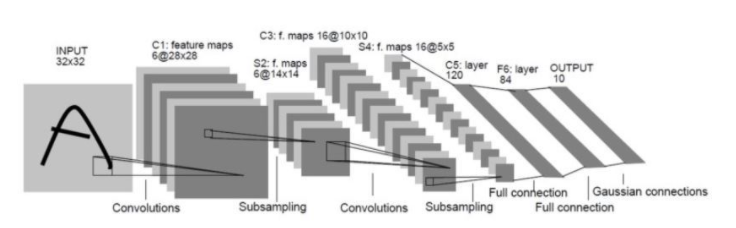 INPUT
32x32
C1: feature maps
6@28x28
S2: f. maps
6@14x14
C3: f. maps 16@10x10
S4: f. maps 16@5x5
C5: layer
120
F6: layer
84
OUTPUT
10
A
Convolutions
Subsampling
Convolutions
Subsampling
Full connection
Full connection
Gaussian connections